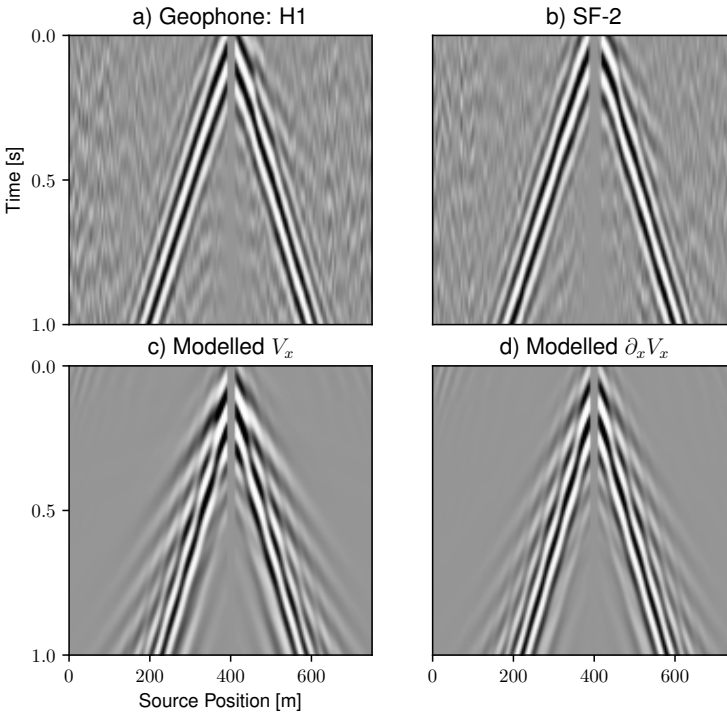 a) Geophone: H1
b) SF-2
0.0
0.5
1.0
Time [s]
c) Modelled Vₓ
d) Modelled ∂ₓVₓ
0.0
0.5
1.0
0 200 400 600
0 200 400 600
Source Position [m]